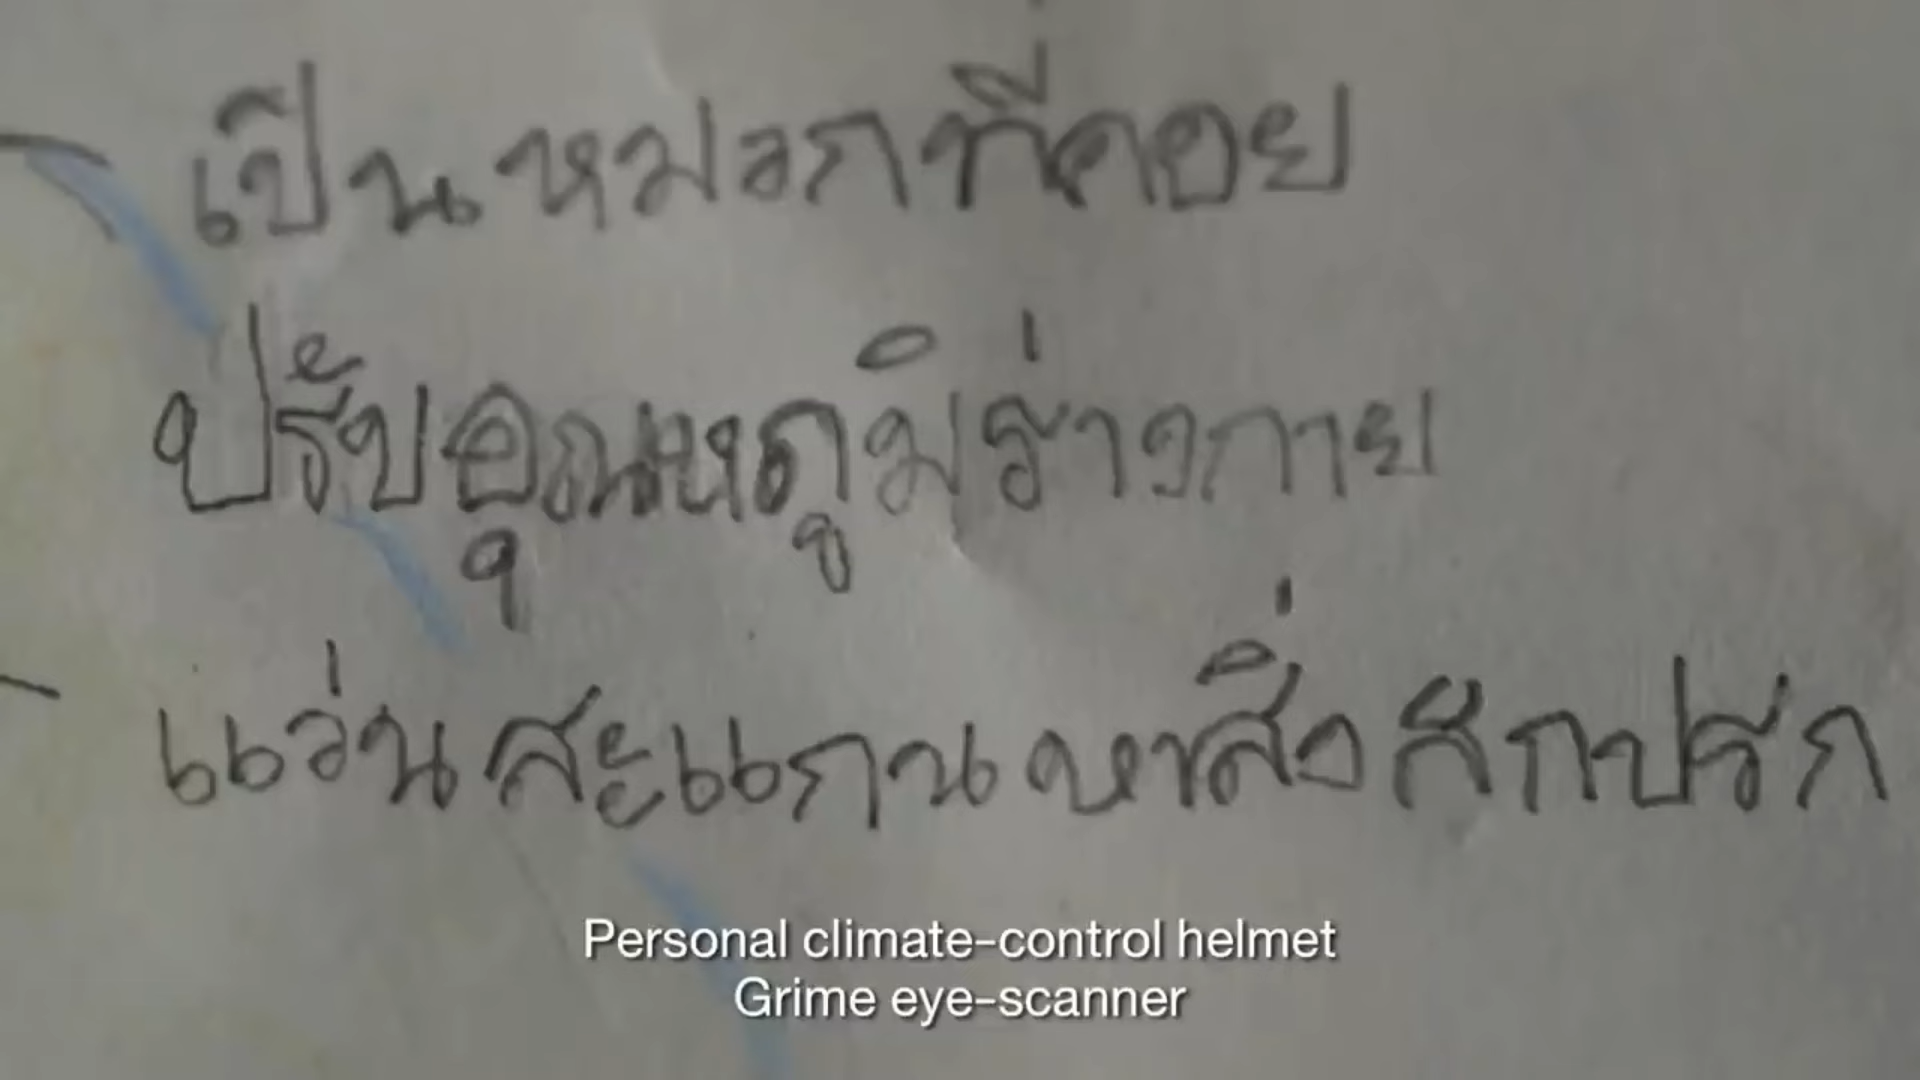 เป็นหมวกที่คอย
ปรับอุณหภูมิร่างกาย
แว่นสะแกนหาสิ่งสกปรก
Personal climate-control helmet
Grime eye-scanner